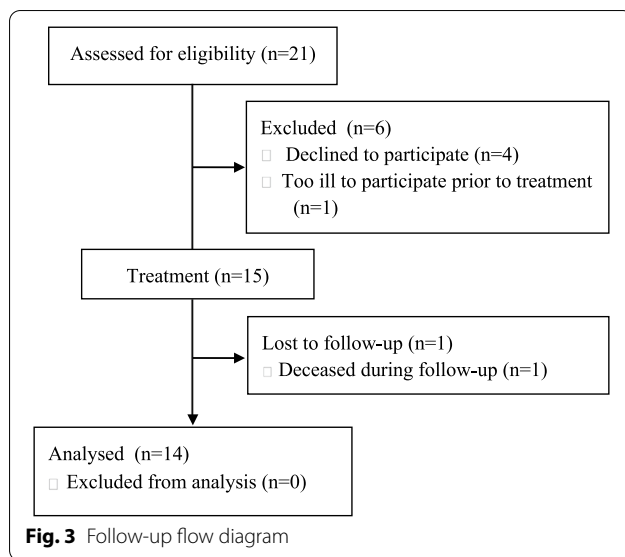 Assessed for eligibility (n=21)
Excluded (n=6)
□ Declined to participate (n=4)
□ Too ill to participate prior to treatment
(n=1)
Treatment (n=15)
Lost to follow-up (n=1)
□ Deceased during follow-up (n=1)
Analysed (n=14)
□ Excluded from analysis (n=0)
Fig. 3 Follow-up flow diagram